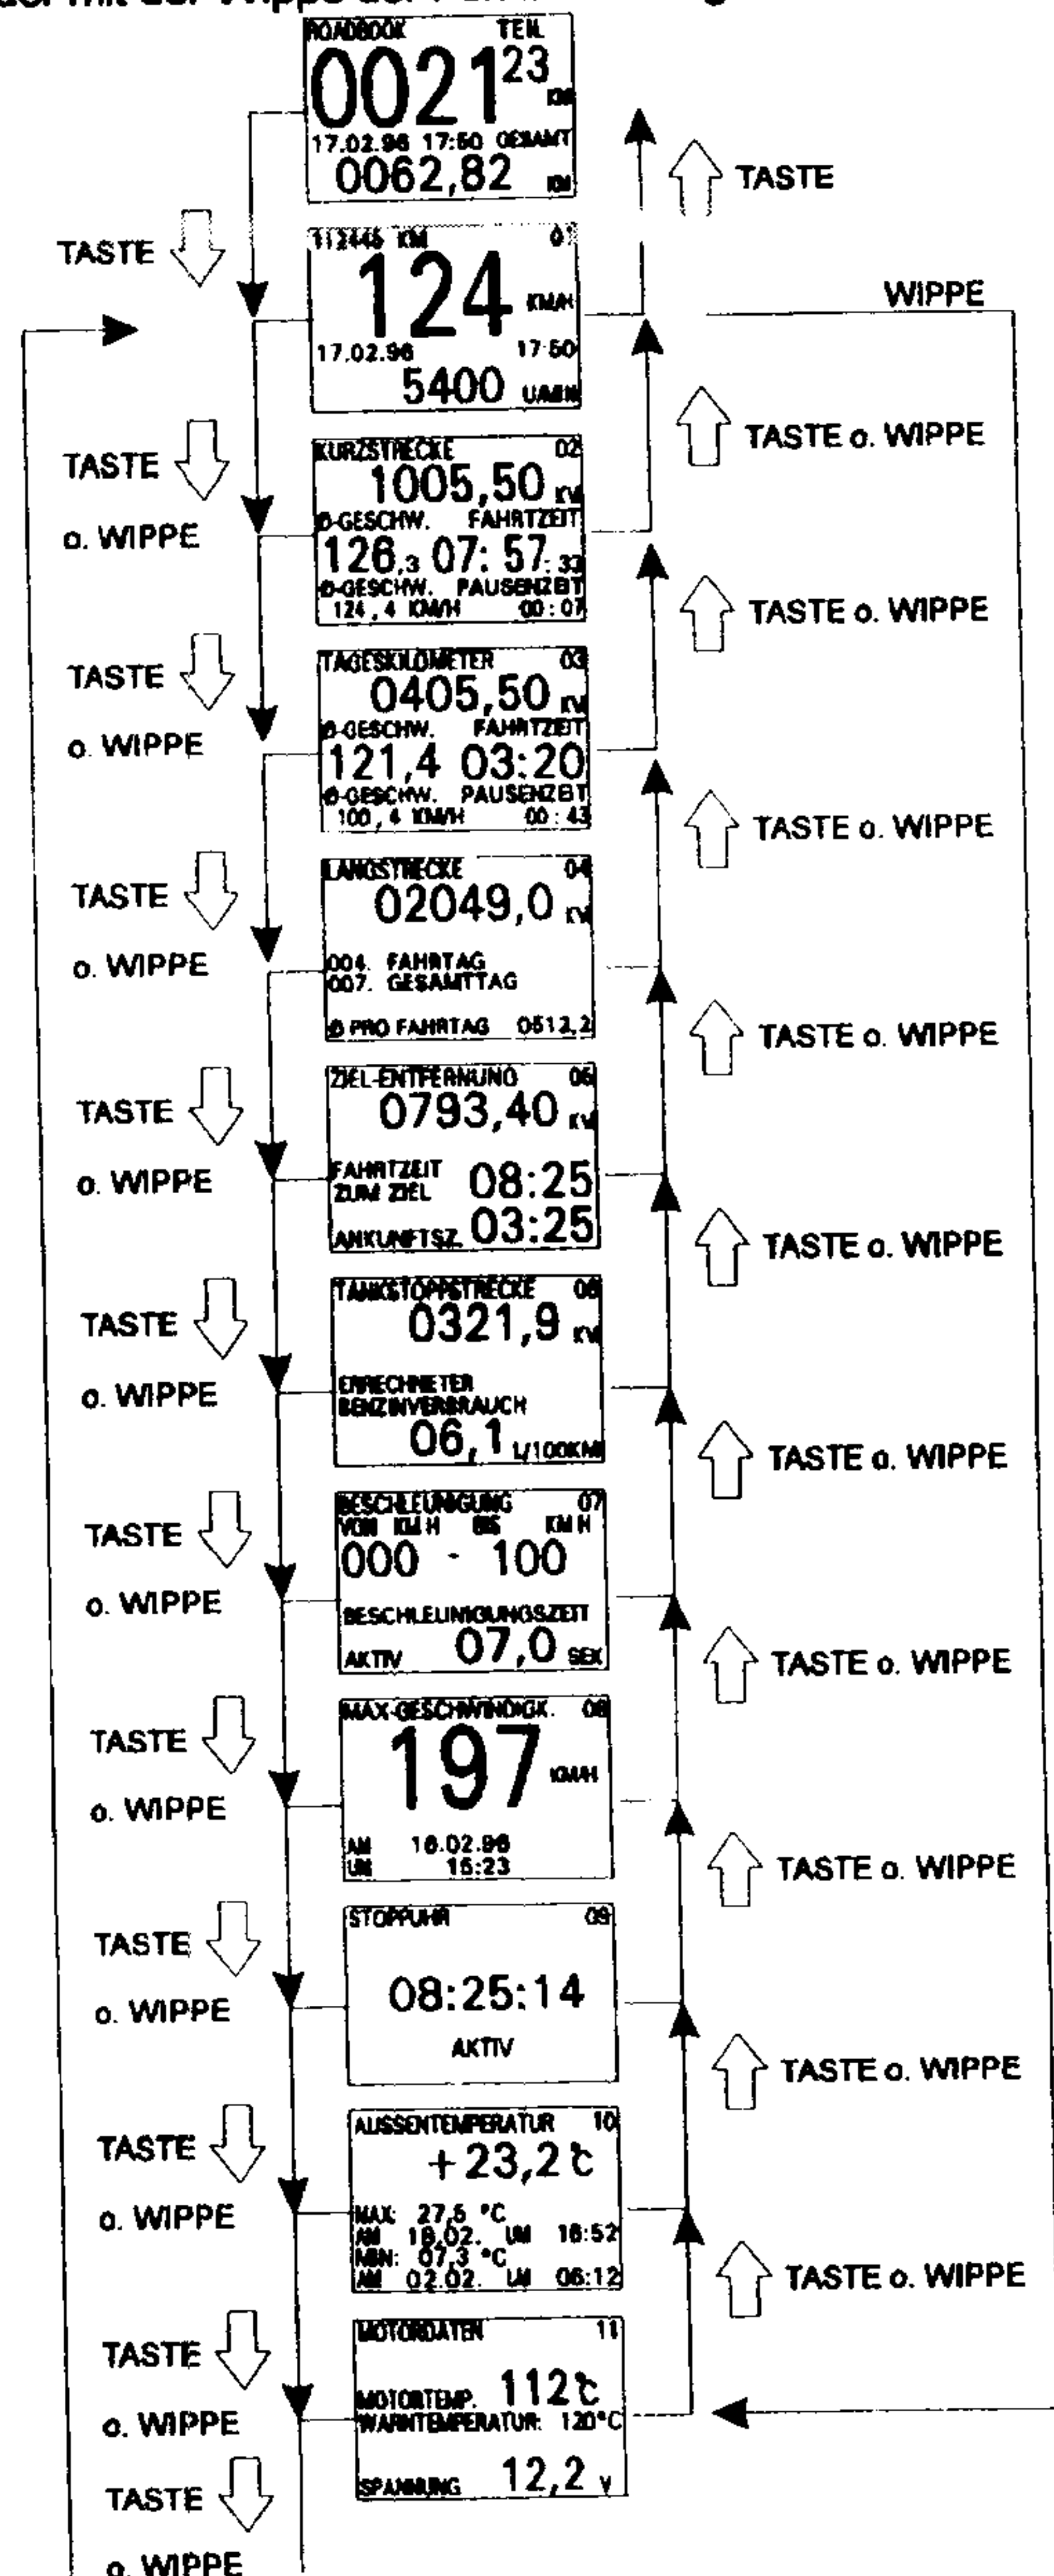 ROADBOOK TEIL
0021 23 KM
17.02.96 17:50 GESAMT
0062,82 KM
TASTE
TASTE
112446 KM 01
124 KM/H
17.02.96 17:50
5400 U/MIN
WIPPE
TASTE
o. WIPPE
TASTE o. WIPPE
KURZSTRECKE 02
1005,50 KM
Ø-GESCHW. FAHRTZEIT
126,3 07:57:33
Ø-GESCHW. PAUSENZEIT
124,4 KM/H 00:07
TASTE o. WIPPE
TASTE
o. WIPPE
TAGESKILOMETER 03
0405,50 KM
Ø-GESCHW. FAHRTZEIT
121,4 03:20
Ø-GESCHW. PAUSENZEIT
100,4 KM/H 00:43
TASTE o. WIPPE
TASTE
o. WIPPE
LANGSTRECKE 04
02049,0 KM
004. FAHRTAG
007. GESAMTTAG
Ø PRO FAHRTAG 0512,2
TASTE o. WIPPE
TASTE
o. WIPPE
ZIEL-ENTFERNUNG 05
0793,40 KM
FAHRTZEIT
ZUM ZIEL 08:25
ANKUNFTSZ. 03:25
TASTE o. WIPPE
TASTE
o. WIPPE
TANKSTOPPSTRECKE 06
0321,9 KM
ERRECHNETER
BENZINVERBRAUCH
06,1 L/100KM
TASTE o. WIPPE
TASTE
o. WIPPE
BESCHLEUNIGUNG 07
VON KM H BIS KM H
000 - 100
BESCHLEUNIGUNGSZEIT
AKTIV 07,0 SEK
TASTE o. WIPPE
TASTE
o. WIPPE
MAX-GESCHWINDIGK. 08
197 KM/H
AM 16.02.96
UM 15:23
TASTE o. WIPPE
TASTE
o. WIPPE
STOPPUHR 09
08:25:14
AKTIV
TASTE o. WIPPE
TASTE
o. WIPPE
AUSSENTEMPERATUR 10
+23,2°C
MAX: 27,5 °C
AM 18.02. UM 16:52
MIN: 07,3 °C
AM 02.02. UM 06:12
TASTE o. WIPPE
TASTE
o. WIPPE
MOTORDATEN 11
MOTORTEMP. 112°C
WARNTEMPERATUR: 120°C
SPANNUNG 12,2 V
TASTE
o. WIPPE